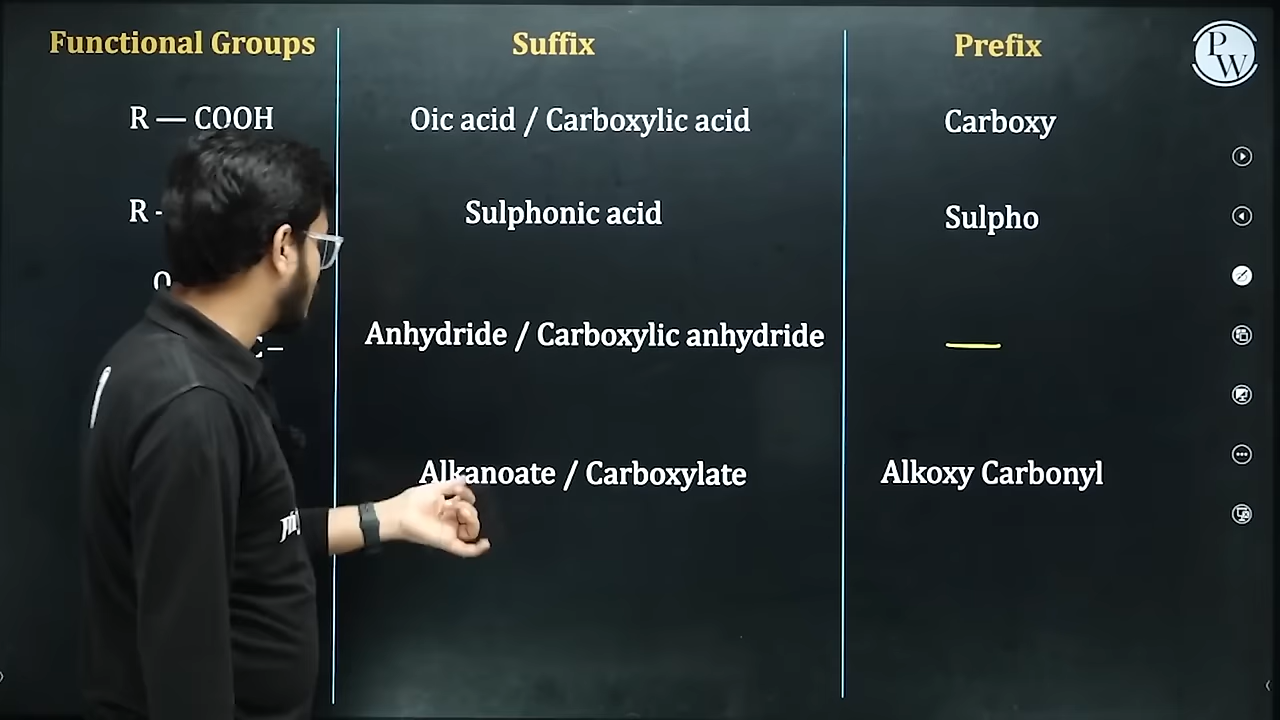 Functional Groups Suffix Prefix
PW
R — COOH Oic acid / Carboxylic acid Carboxy
R - Sulphonic acid Sulpho
O
C – Anhydride / Carboxylic anhydride
Alkanoate / Carboxylate Alkoxy Carbonyl